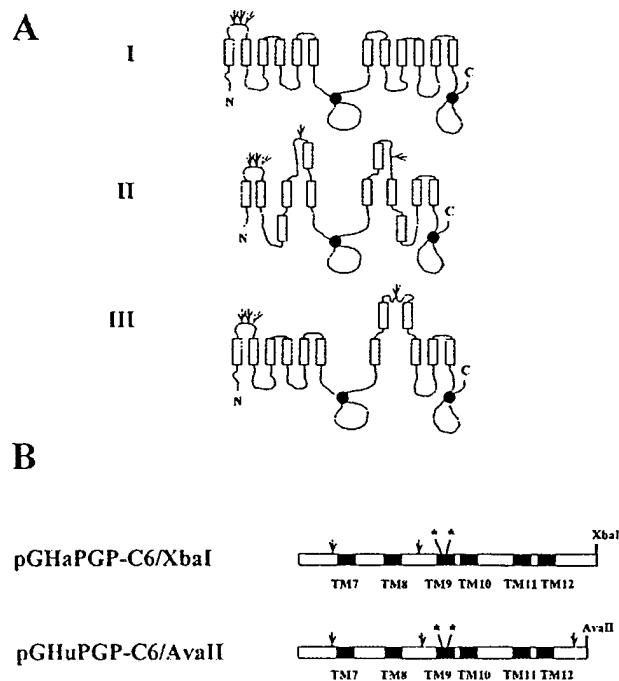 A
I
N
C
II
N
C
III
N
C
B
pGHaPGP-C6/XbaI
* *
XbaI
TM7 TM8 TM9 TM10 TM11 TM12
pGHuPGP-C6/AvaII
* *
AvaII
TM7 TM8 TM9 TM10 TM11 TM12